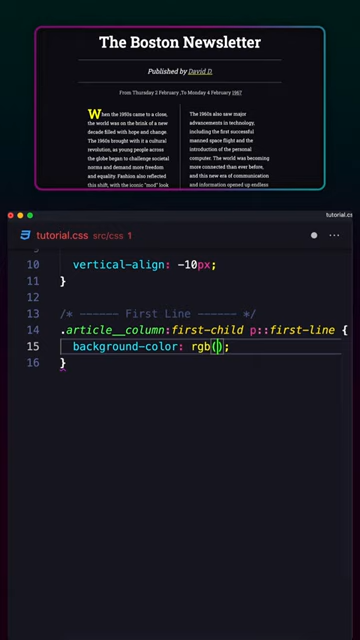 The Boston Newsletter
Published by David D.
From Thursday 2 February ,To Monday 4 February 1967
When the 1950s came to a close,
the world was on the brink of a new
decade filled with hope and change.
The 1960s brought with it a cultural
revolution, as young people across
the globe began to challenge societal
norms and demand more freedom
and equality. Fashion also reflected
this shift, with the iconic "mod" look
The 1960s also saw major
advancements in technology,
including the first successful
manned space flight and the
introduction of the personal
computer. The world was becoming
more connected than ever before,
and this new era of communication
and information opened up endless
tutorial.css
tutorial.css src/css 1
9
10 vertical-align: -10px;
11 }
12
13 /* ------ First Line ------ */
14 .article__column:first-child p::first-line {
15 background-color: rgb();
16 }